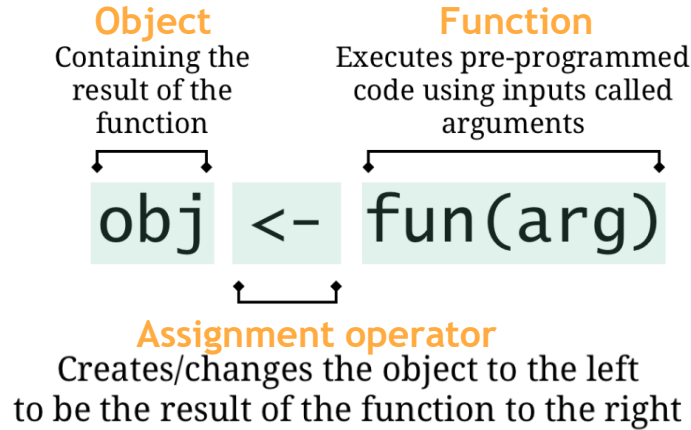 Object
Containing the
result of the
function
Function
Executes pre-programmed
code using inputs called
arguments
obj <- fun(arg)
Assignment operator
Creates/changes the object to the left
to be the result of the function to the right